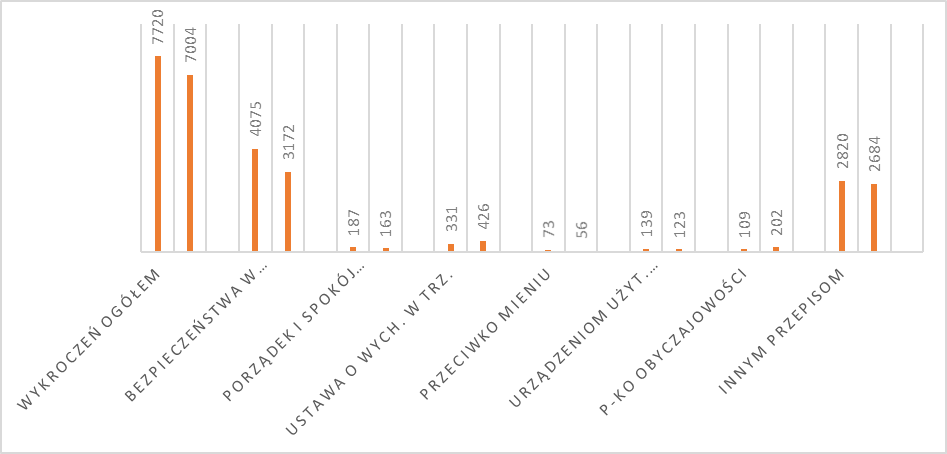 7720
7004
4075
3172
187
163
331
426
73
56
139
123
109
202
2820
2684
WYKROCZEŃ OGÓŁEM
BEZPIECZEŃSTWA W...
PORZĄDEK I SPOKÓJ...
USTAWA O WYCH. W TRZ.
PRZECIWKO MIENIU
URZĄDZENIOM UŻYT....
P-KO OBYCZAJOWOŚCI
INNYM PRZEPISOM